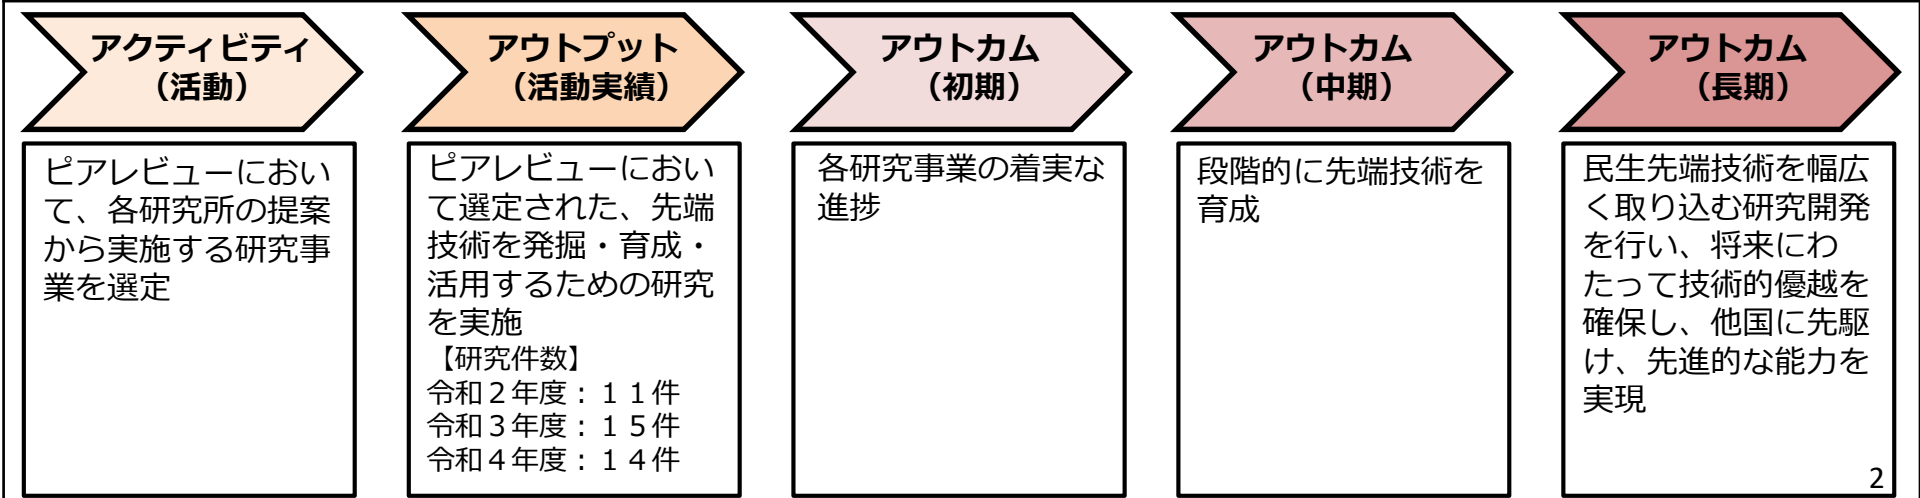 アクティビティ
（活動）
ピアレビューにおい
て、各研究所の提案
から実施する研究事
業を選定
アウトプット
（活動実績）
ピアレビューにおい
て選定された、先端
技術を発掘・育成・
活用するための研究
を実施
【研究件数】
令和２年度：１１件
令和３年度：１５件
令和４年度：１４件
アウトカム
（初期）
各研究事業の着実な
進捗
アウトカム
（中期）
段階的に先端技術を
育成
アウトカム
（長期）
民生先端技術を幅広
く取り込む研究開発
を行い、将来にわ
たって技術的優越を
確保し、他国に先駆
け、先進的な能力を
実現
2